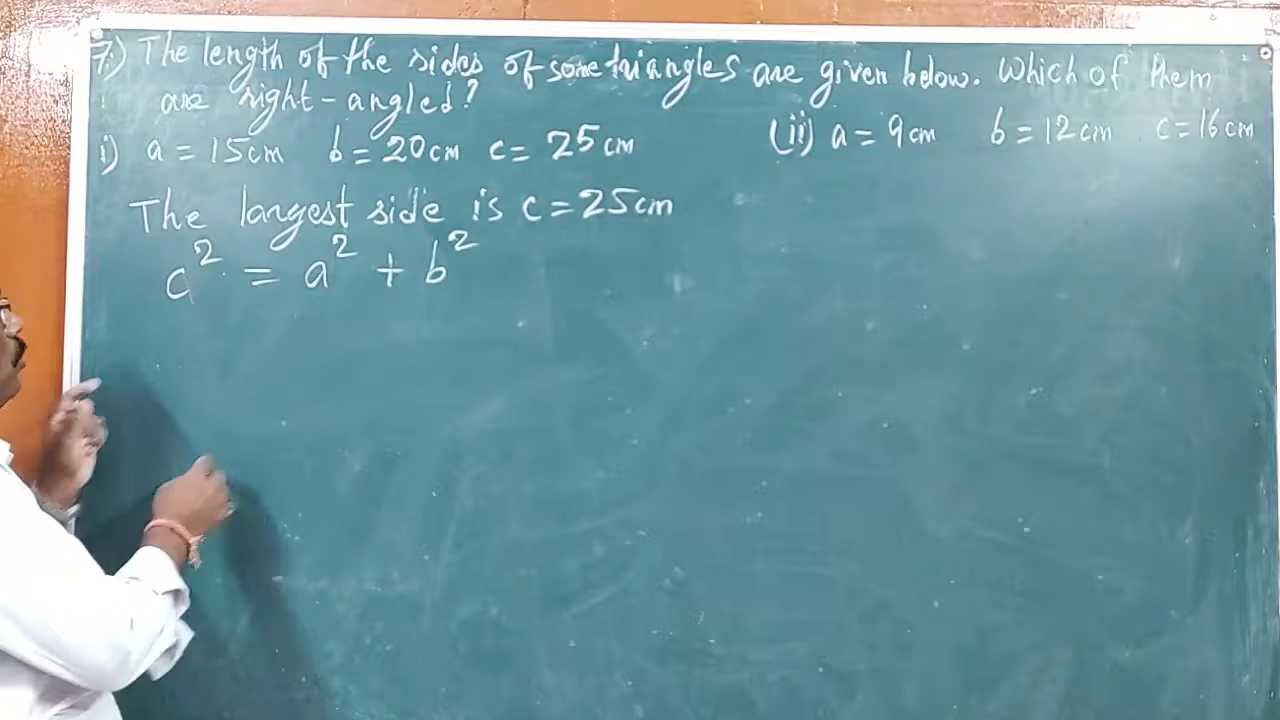 7.) The length of the sides of some triangles are given below. Which of them
are right-angled?
i) a = 15cm b = 20cm c = 25cm
(ii) a = 9cm b = 12cm c = 16cm
The largest side is c = 25cm
c² = a² + b²